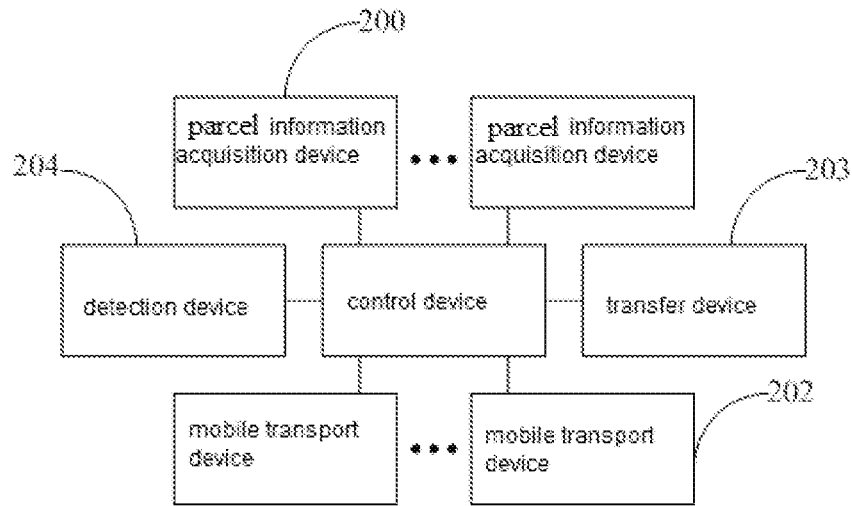 200
parcel information
acquisition device
parcel information
acquisition device
204
203
detection device
control device
transfer device
202
mobile transport
device
mobile transport
device